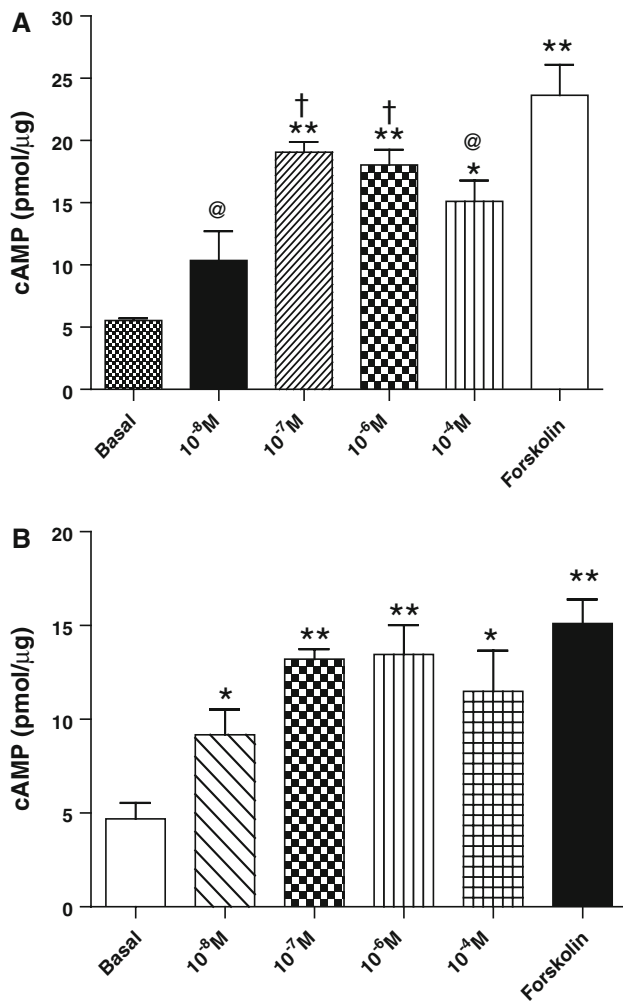 A
cAMP (pmol/μg)
30
25
20
15
10
5
0
@
†
**
†
**
@
*
**
Basal
10⁻⁸M
10⁻⁷M
10⁻⁶M
10⁻⁴M
Forskolin
B
cAMP (pmol/μg)
20
15
10
5
0
*
**
**
*
**
Basal
10⁻⁸M
10⁻⁷M
10⁻⁶M
10⁻⁴M
Forskolin